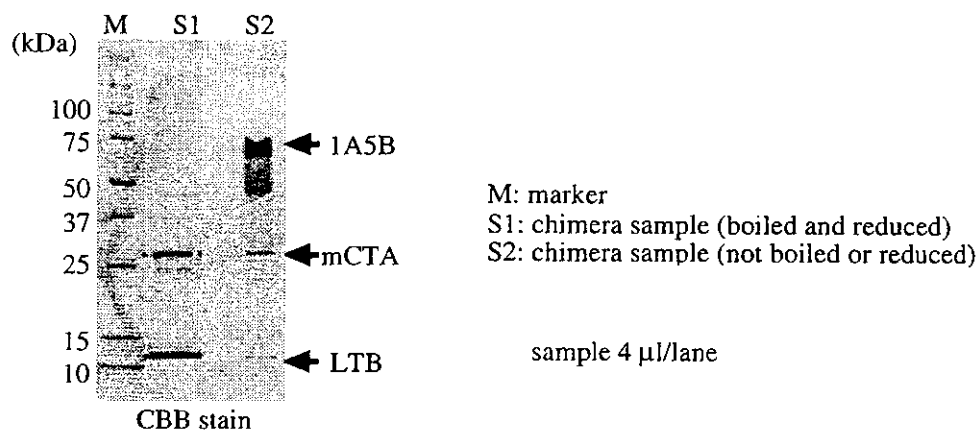 M S1 S2
(kDa)
100
75
50
37
25
15
10
1A5B
mCTA
LTB
M: marker
S1: chimera sample (boiled and reduced)
S2: chimera sample (not boiled or reduced)
sample 4 µl/lane
CBB stain